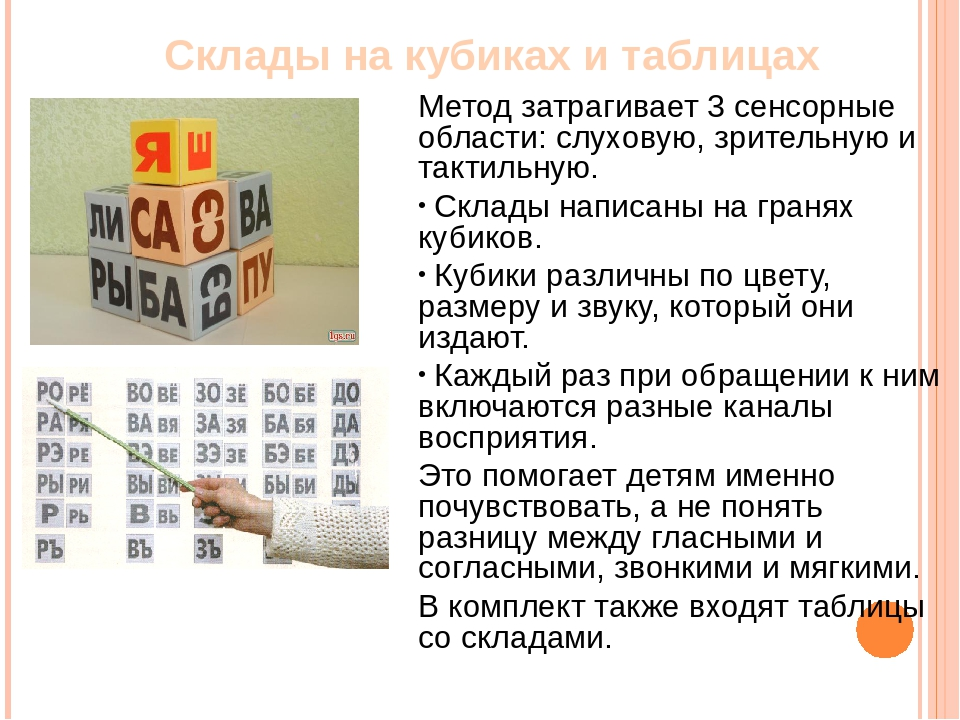 Склады на кубиках и таблицах
Я Е
ЛИ СА СЭ ВА
РЫ БА БЭ ПУ
1qs.ru
Метод затрагивает 3 сенсорные
области: слуховую, зрительную и
тактильную.
• Склады написаны на гранях
кубиков.
• Кубики различны по цвету,
размеру и звуку, который они
издают.
• Каждый раз при обращении к ним
включаются разные каналы
восприятия.
Это помогает детям именно
почувствовать, а не понять
разницу между гласными и
согласными, звонкими и мягкими.
В комплект также входят таблицы
со складами.
РО РЁ ВО ВЁ ЗО ЗЁ БО БЁ ДО
РА РЯ ВА ВЯ ЗА ЗЯ БА БЯ ДА
РЭ РЕ ВЭ ВЕ ЗЭ ЗЕ БЭ БЕ ДЭ
РЫ РИ ВЫ ВИ БЫ БИ ДЫ
Р РЬ В ВЬ
РЪ ВЪ ЗЪ